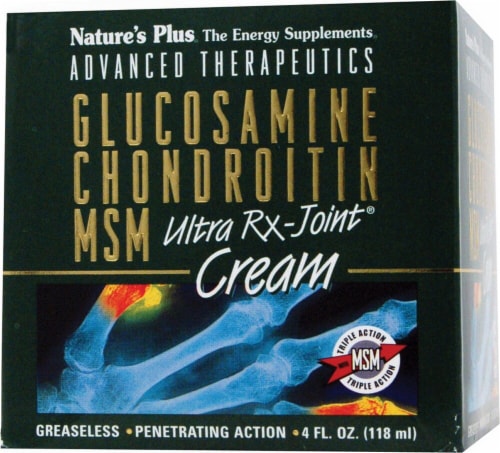 Nature's Plus The Energy Supplements®
ADVANCED THERAPEUTICS
GLUCOSAMINE
CHONDROITIN
MSM Ultra Rx-Joint®
Cream
TRIPLE ACTION
MSM
TRIPLE ACTION
GREASELESS • PENETRATING ACTION • 4 FL. OZ. (118 ml)